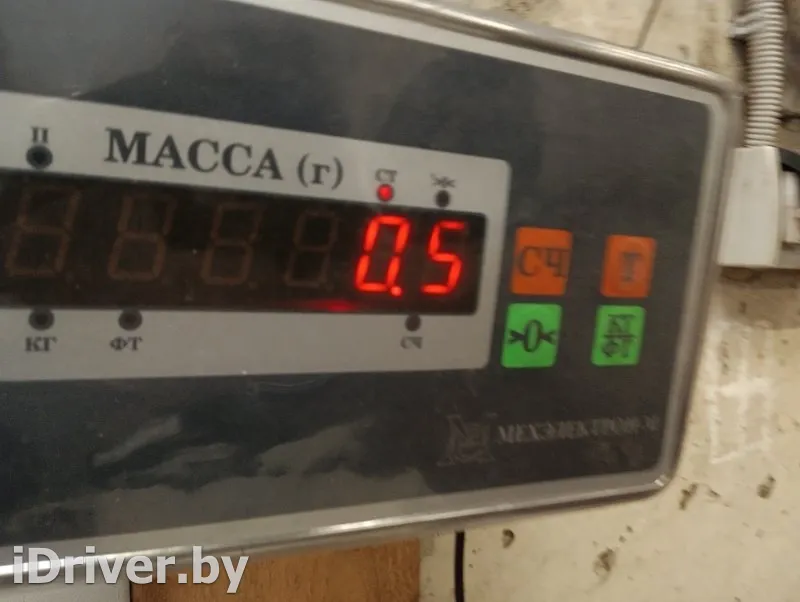 П
МАССА (г)
СТ
0.5
СЧ
Т
>0<
КГ
ФТ
КГ
ФТ
СЧ
МЕХЭЛЕКТРОН-М
iDriver.by